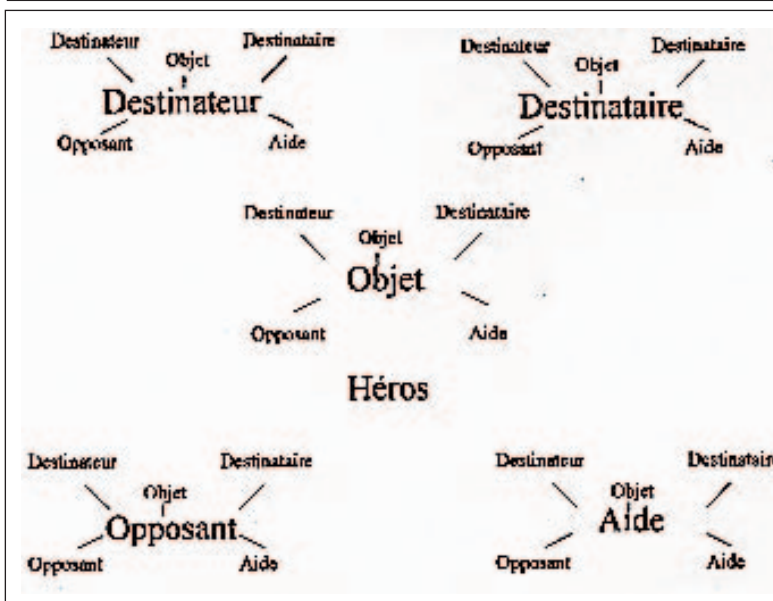 Destinateur Destinataire
Objet
Destinateur
Opposant Aide
Destinateur Destinataire
Objet
Destinataire
Opposant Aide
Destinateur Destinataire
Objet
Objet
Opposant Aide
Héros
Destinateur Destinataire
Objet
Opposant
Opposant Aide
Destinateur Destinataire
Objet
Aide
Opposant Aide